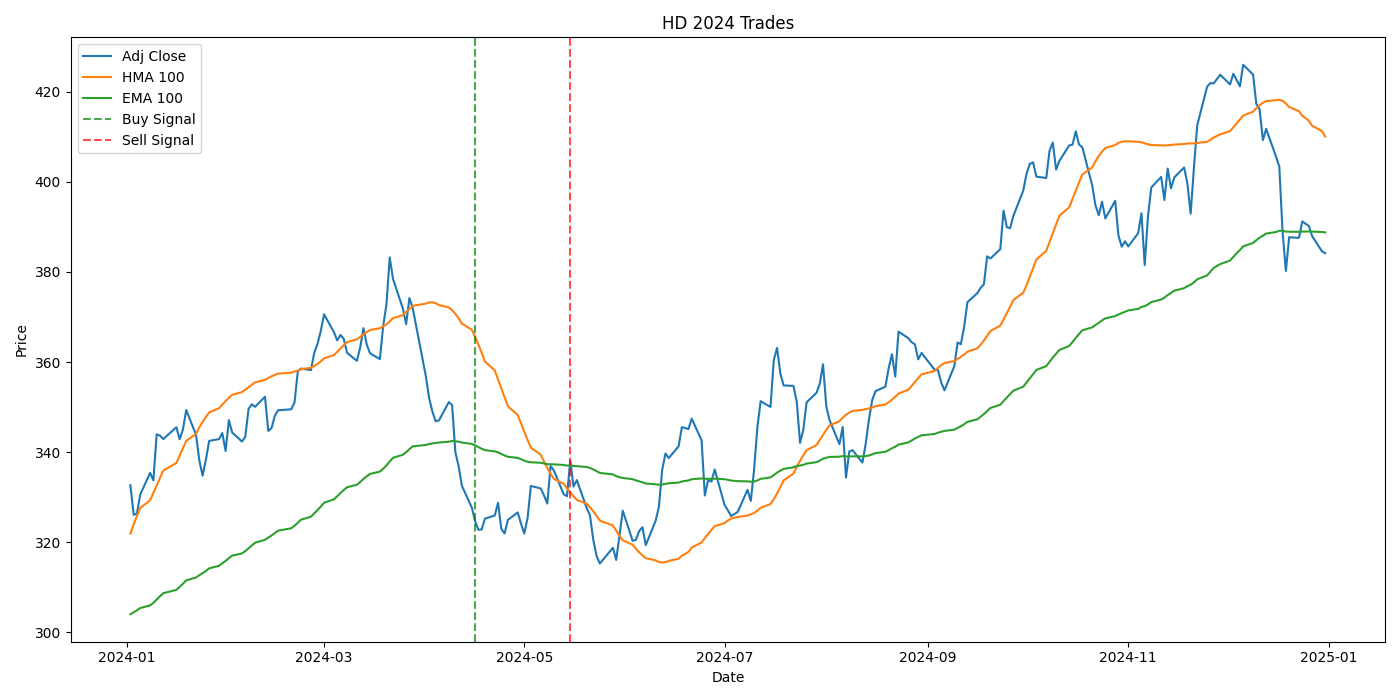 HD 2024 Trades
Adj Close
HMA 100
EMA 100
Buy Signal
Sell Signal
Price
420
400
380
360
340
320
300
2024-01 2024-03 2024-05 2024-07 2024-09 2024-11 2025-01
Date